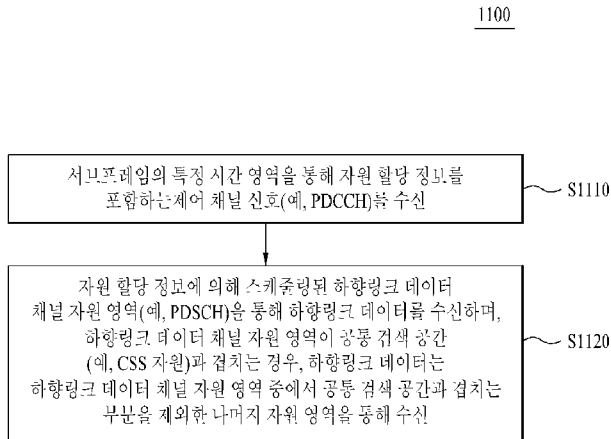 1100
서브프레임의 특정 시간 영역을 통해 자원 할당 정보를
포함하는제어 채널 신호(예, PDCCH)를 수신
S1110
자원 할당 정보에 의해 스케줄링된 하향링크 데이터
채널 자원 영역(예, PDSCH)을 통해 하향링크 데이터를 수신하며,
하향링크 데이터 채널 자원 영역이 공통 검색 공간
(예, CSS 자원)과 겹치는 경우, 하향링크 데이터는
하향링크 데이터 채널 자원 영역 중에서 공통 검색 공간과 겹치는
부분을 제외한 나머지 자원 영역을 통해 수신
S1120